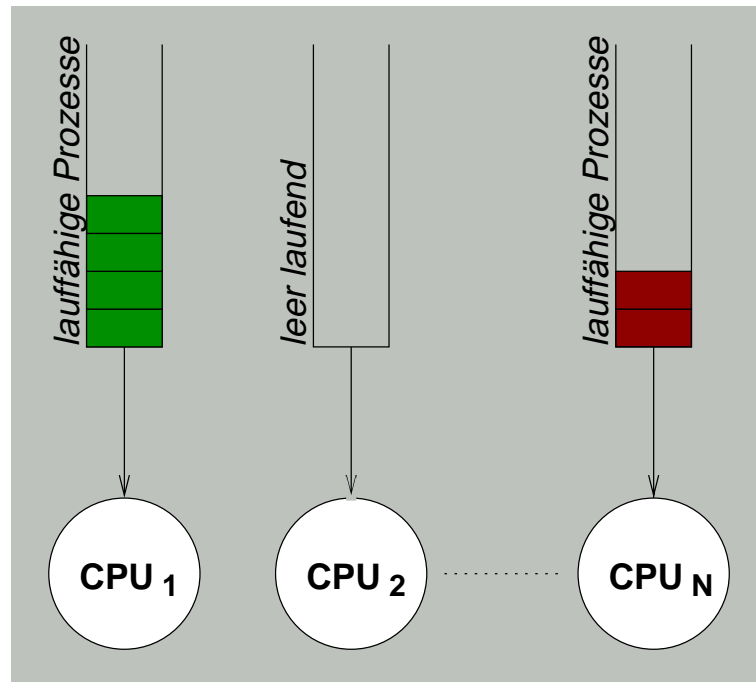 lauffähige Prozesse
leer laufend
lauffähige Prozesse
CPU 1
CPU 2
CPU N